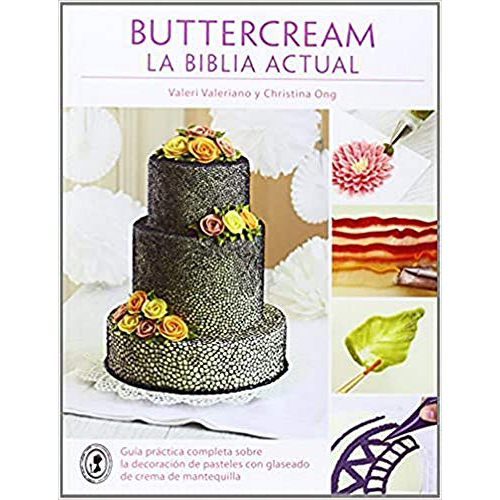 BUTTERCREAM
LA BIBLIA ACTUAL
Valeri Valeriano y Christina Ong
Guía práctica completa sobre
la decoración de pasteles con glaseado
de crema de mantequilla